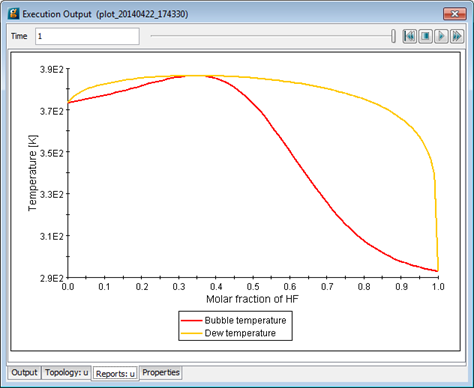 Execution Output (plot_20140422_174330)
Time 1
3.9E2
3.7E2
3.5E2
3.3E2
3.1E2
2.9E2
Temperature [K]
0.0 0.1 0.2 0.3 0.4 0.5 0.6 0.7 0.8 0.9 1.0
Molar fraction of HF
Bubble temperature
Dew temperature
Output Topology: u Reports: u Properties